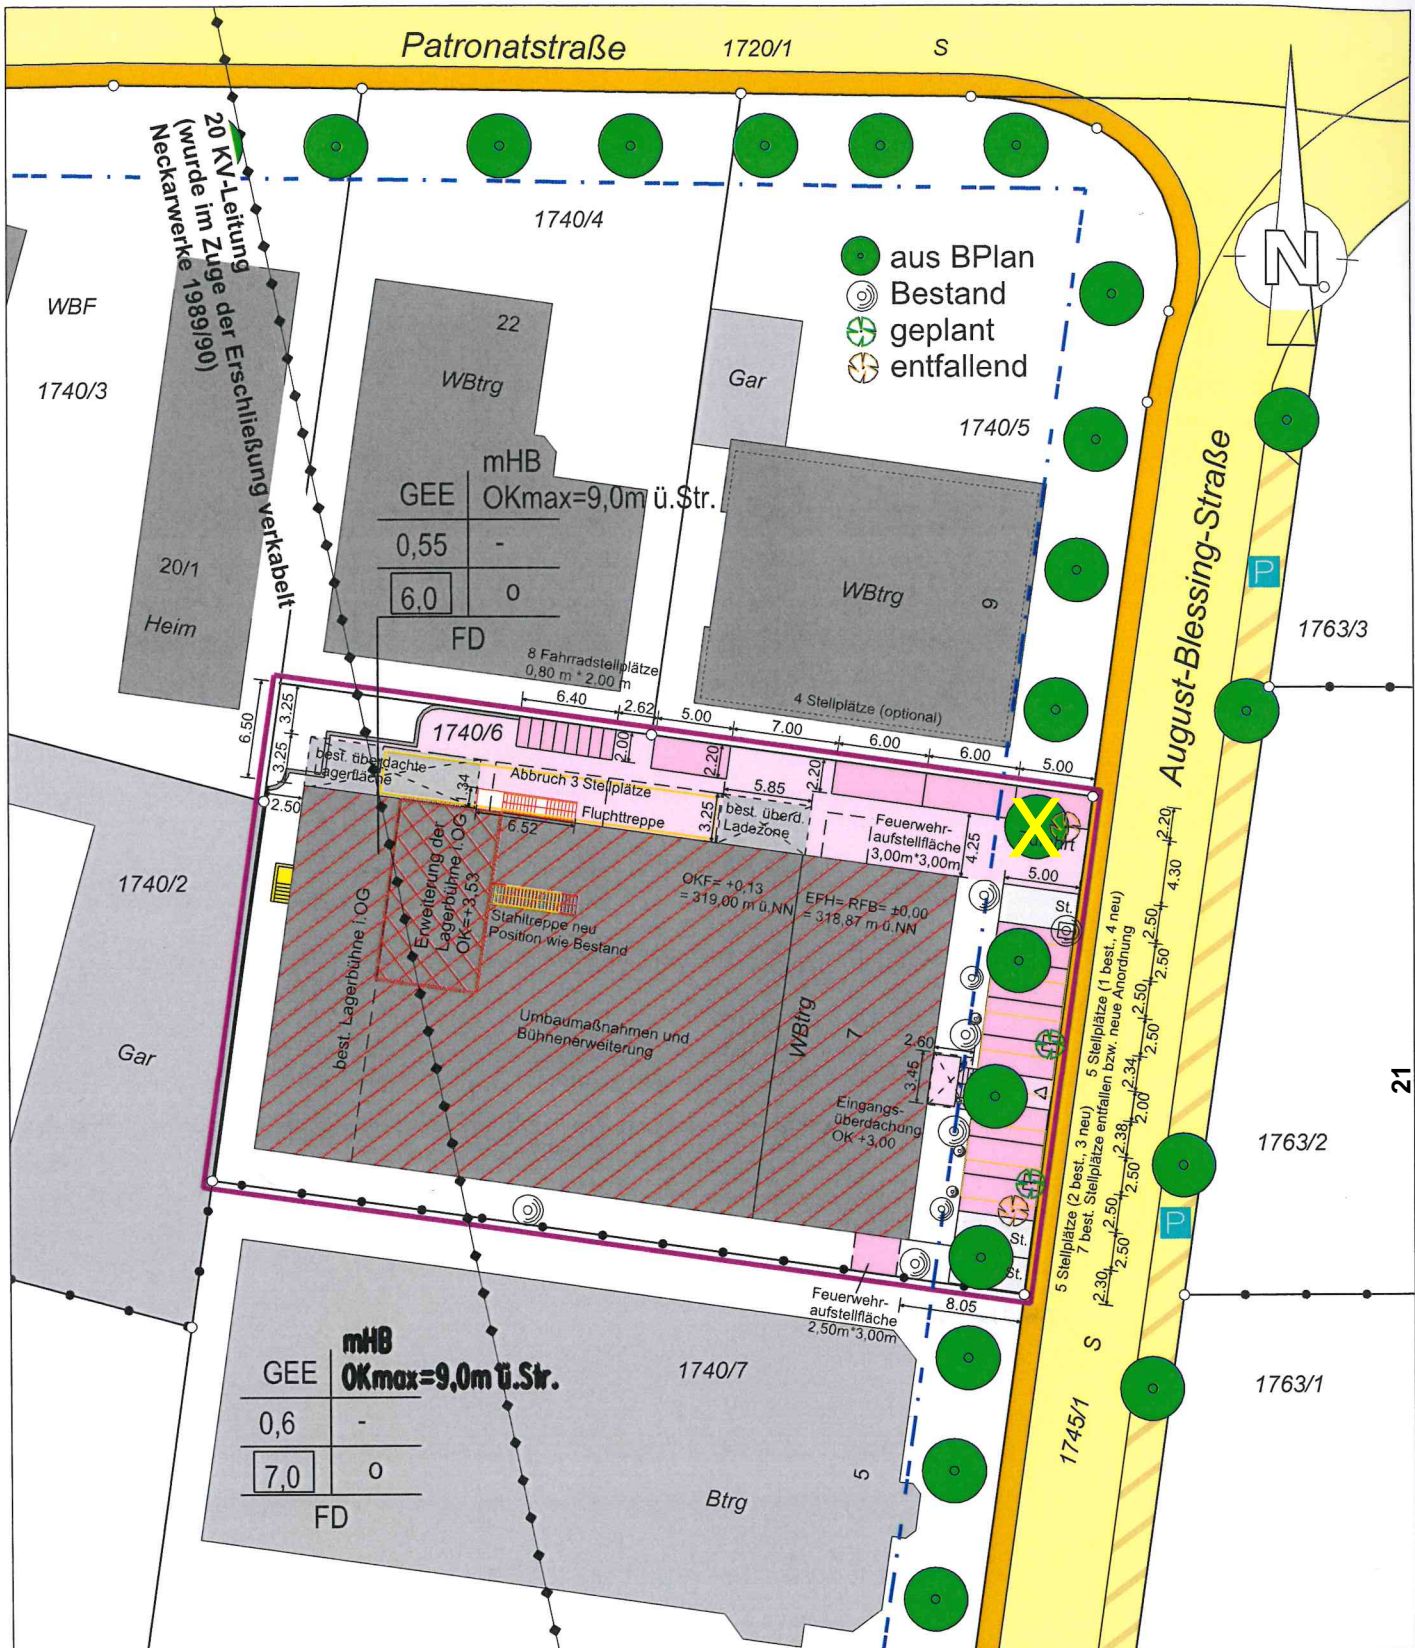 Patronatstraße
1720/1
S
20 KV-Leitung
(wurde im Zuge der Erschließung verkabelt
Neckarwerke 1989/90)
1740/4
aus BPlan
Bestand
geplant
entfallend
N
WBF
1740/3
22
WBtrg
Gar
1740/5
mHB
GEE
OKmax=9,0m ü.Str.
0,55
-
6,0
o
FD
20/1
Heim
WBtrg
9
August-Blessing-Straße
P
1763/3
8 Fahrradstellplätze
0,80 m * 2,00 m
4 Stellplätze (optional)
6.40
2.62
5.00
7.00
6.00
6.00
5.00
6.50
3.25
3.25
2.50
1740/6
2.00
2.20
2.20
best. überdachte
Lagerfläche
Abbruch 3 Stellplätze
1.34
6.52
Fluchttreppe
3.25
5.85
best. überd.
Ladezone
Feuerwehr-
aufstellfläche
3,00m*3,00m
4.25
X
5.00
St.
1740/2
Gar
best. Lagerbühne I.OG
Erweiterung der
Lagerbühne I.OG
OK=+3,53
Stahltreppe neu
Position wie Bestand
OKF= +0,13
= 319,00 m ü.NN
EFH= RFB= ±0,00
= 318,87 m ü.NN
Umbaumaßnahmen und
Bühnenerweiterung
WBtrg
7
2.60
3.45
Eingangs-
überdachung
OK +3,00
St.
St.
5 Stellplätze (2 best., 3 neu)
5 Stellplätze (1 best., 4 neu)
7 best. Stellplätze entfallen bzw. neue Anordnung
2.20
4.30
2.50
2.50
2.50
2.50
2.34
2.00
2.38
2.50
2.50
2.50
2.30
Feuerwehr-
aufstellfläche
2,50m*3,00m
8.05
21
1763/2
P
S
1745/1
1763/1
mHB
GEE
OKmax=9,0m ü.Str.
0,6
-
7,0
o
FD
1740/7
5
Btrg